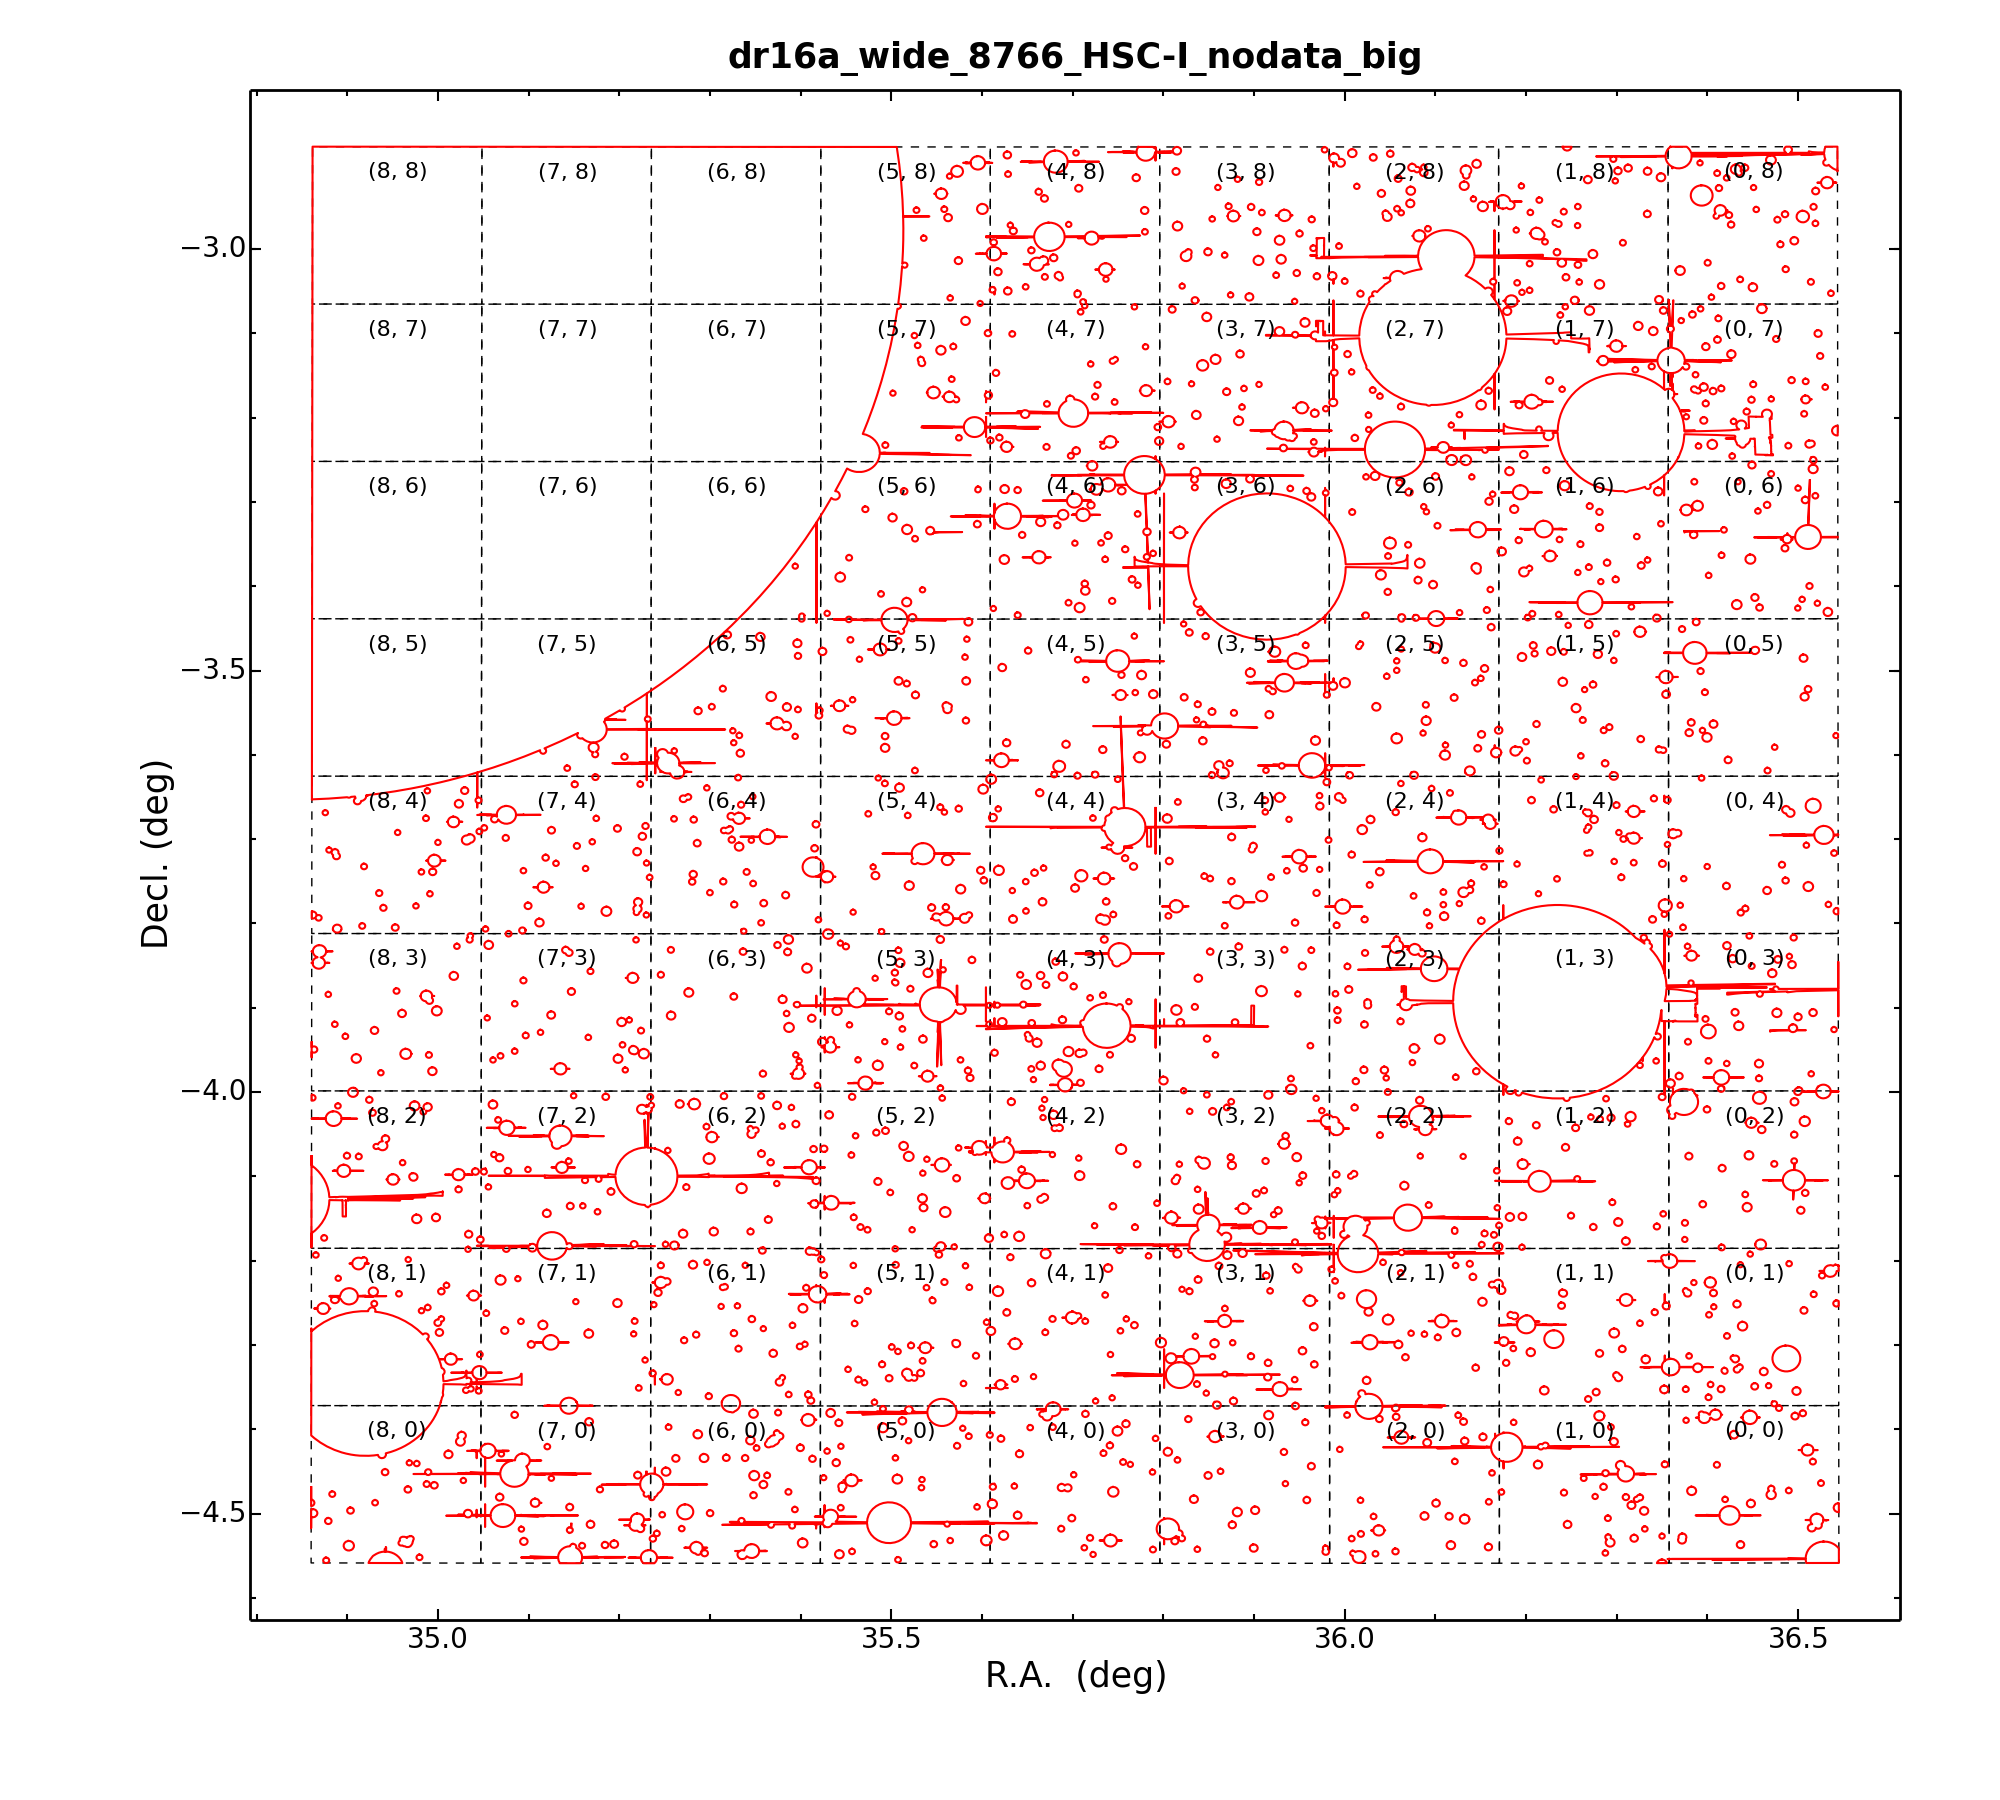 dr16a_wide_8766_HSC-I_nodata_big
(8, 8) (7, 8) (6, 8) (5, 8) (4, 8) (3, 8) (2, 8) (1, 8) (0, 8)
−3.0
(8, 7) (7, 7) (6, 7) (5, 7) (4, 7) (3, 7) (2, 7) (1, 7) (0, 7)
(8, 6) (7, 6) (6, 6) (5, 6) (4, 6) (3, 6) (2, 6) (1, 6) (0, 6)
(8, 5) (7, 5) (6, 5) (5, 5) (4, 5) (3, 5) (2, 5) (1, 5) (0, 5)
−3.5
(8, 4) (7, 4) (6, 4) (5, 4) (4, 4) (3, 4) (2, 4) (1, 4) (0, 4)
Decl. (deg)
(8, 3) (7, 3) (6, 3) (5, 3) (4, 3) (3, 3) (2, 3) (1, 3) (0, 3)
−4.0
(8, 2) (7, 2) (6, 2) (5, 2) (4, 2) (3, 2) (2, 2) (1, 2) (0, 2)
(8, 1) (7, 1) (6, 1) (5, 1) (4, 1) (3, 1) (2, 1) (1, 1) (0, 1)
(8, 0) (7, 0) (6, 0) (5, 0) (4, 0) (3, 0) (2, 0) (1, 0) (0, 0)
−4.5
35.0 35.5 36.0 36.5
R.A. (deg)